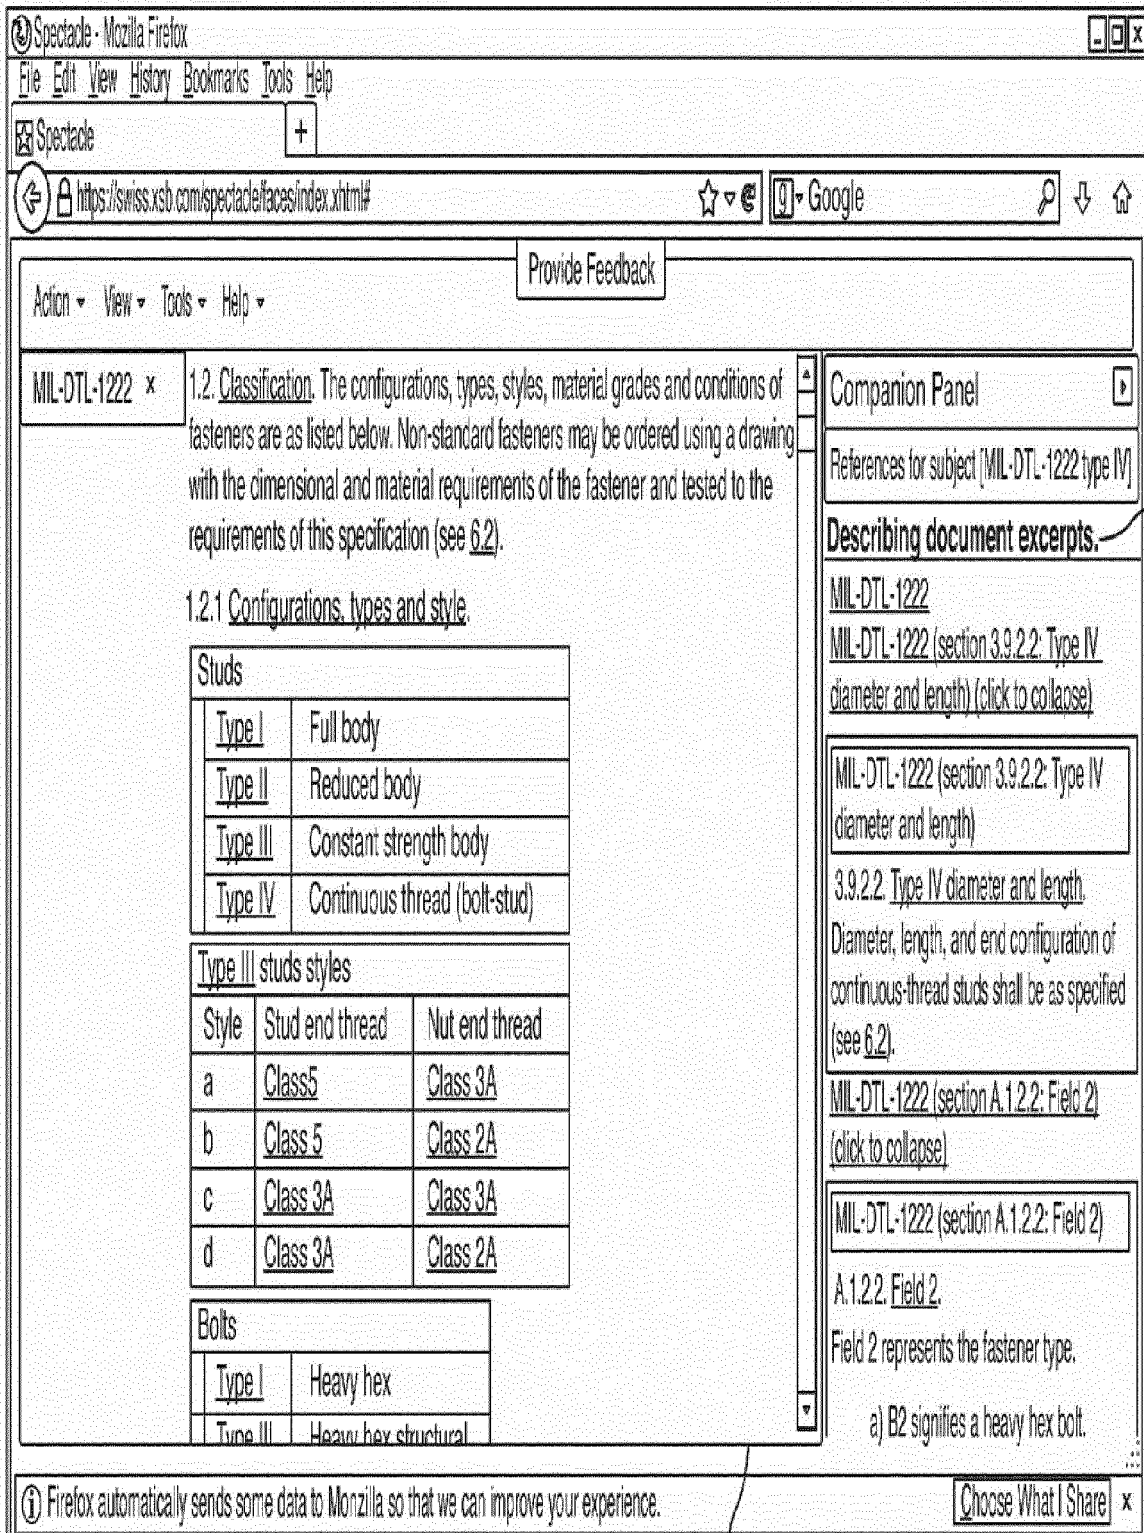 Spectacle - Mozilla Firefox
File Edit View History Bookmarks Tools Help
Spectacle +
https://swiss.xsb.com/spectacle/faces/index.xhtml#
Google
Provide Feedback
Action View Tools Help
MIL-DTL-1222 x
1.2. Classification. The configurations, types, styles, material grades and conditions of
fasteners are as listed below. Non-standard fasteners may be ordered using a drawing
with the dimensional and material requirements of the fastener and tested to the
requirements of this specification (see 6.2).
1.2.1 Configurations, types and style.
Studs
Type I Full body
Type II Reduced body
Type III Constant strength body
Type IV Continuous thread (bolt-stud)
Type III studs styles
Style Stud end thread Nut end thread
a Class5 Class 3A
b Class 5 Class 2A
c Class 3A Class 3A
d Class 3A Class 2A
Bolts
Type I Heavy hex
Type III Heavy hex structural
Companion Panel
References for subject [MIL-DTL-1222 type IV]
Describing document excerpts.
MIL-DTL-1222
MIL-DTL-1222 (section 3.9.2.2: Type IV
diameter and length) (click to collapse)
MIL-DTL-1222 (section 3.9.2.2: Type IV
diameter and length)
3.9.2.2. Type IV diameter and length.
Diameter, length, and end configuration of
continuous-thread studs shall be as specified
(see 6.2).
MIL-DTL-1222 (section A.1.2.2: Field 2)
(click to collapse)
MIL-DTL-1222 (section A.1.2.2: Field 2)
A.1.2.2. Field 2.
Field 2 represents the fastener type.
a) B2 signifies a heavy hex bolt.
Firefox automatically sends some data to Monzilla so that we can improve your experience.
Choose What I Share x